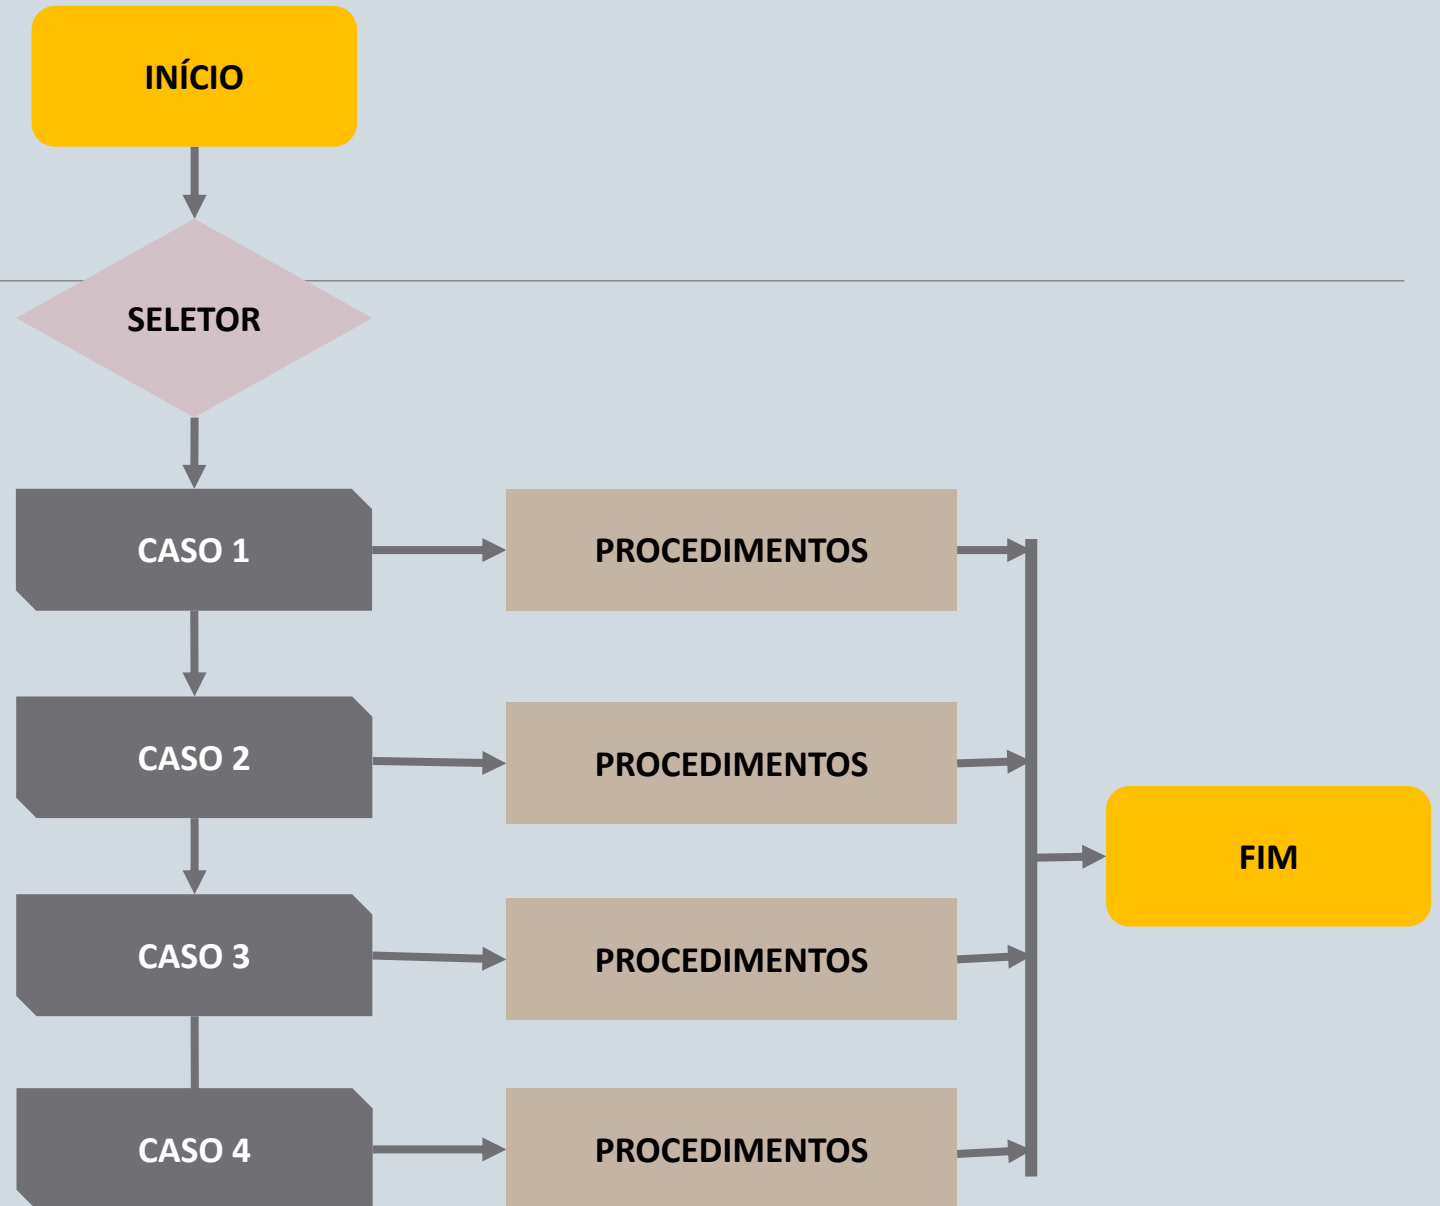 INÍCIO
SELETOR
CASO 1
PROCEDIMENTOS
CASO 2
PROCEDIMENTOS
FIM
CASO 3
PROCEDIMENTOS
CASO 4
PROCEDIMENTOS